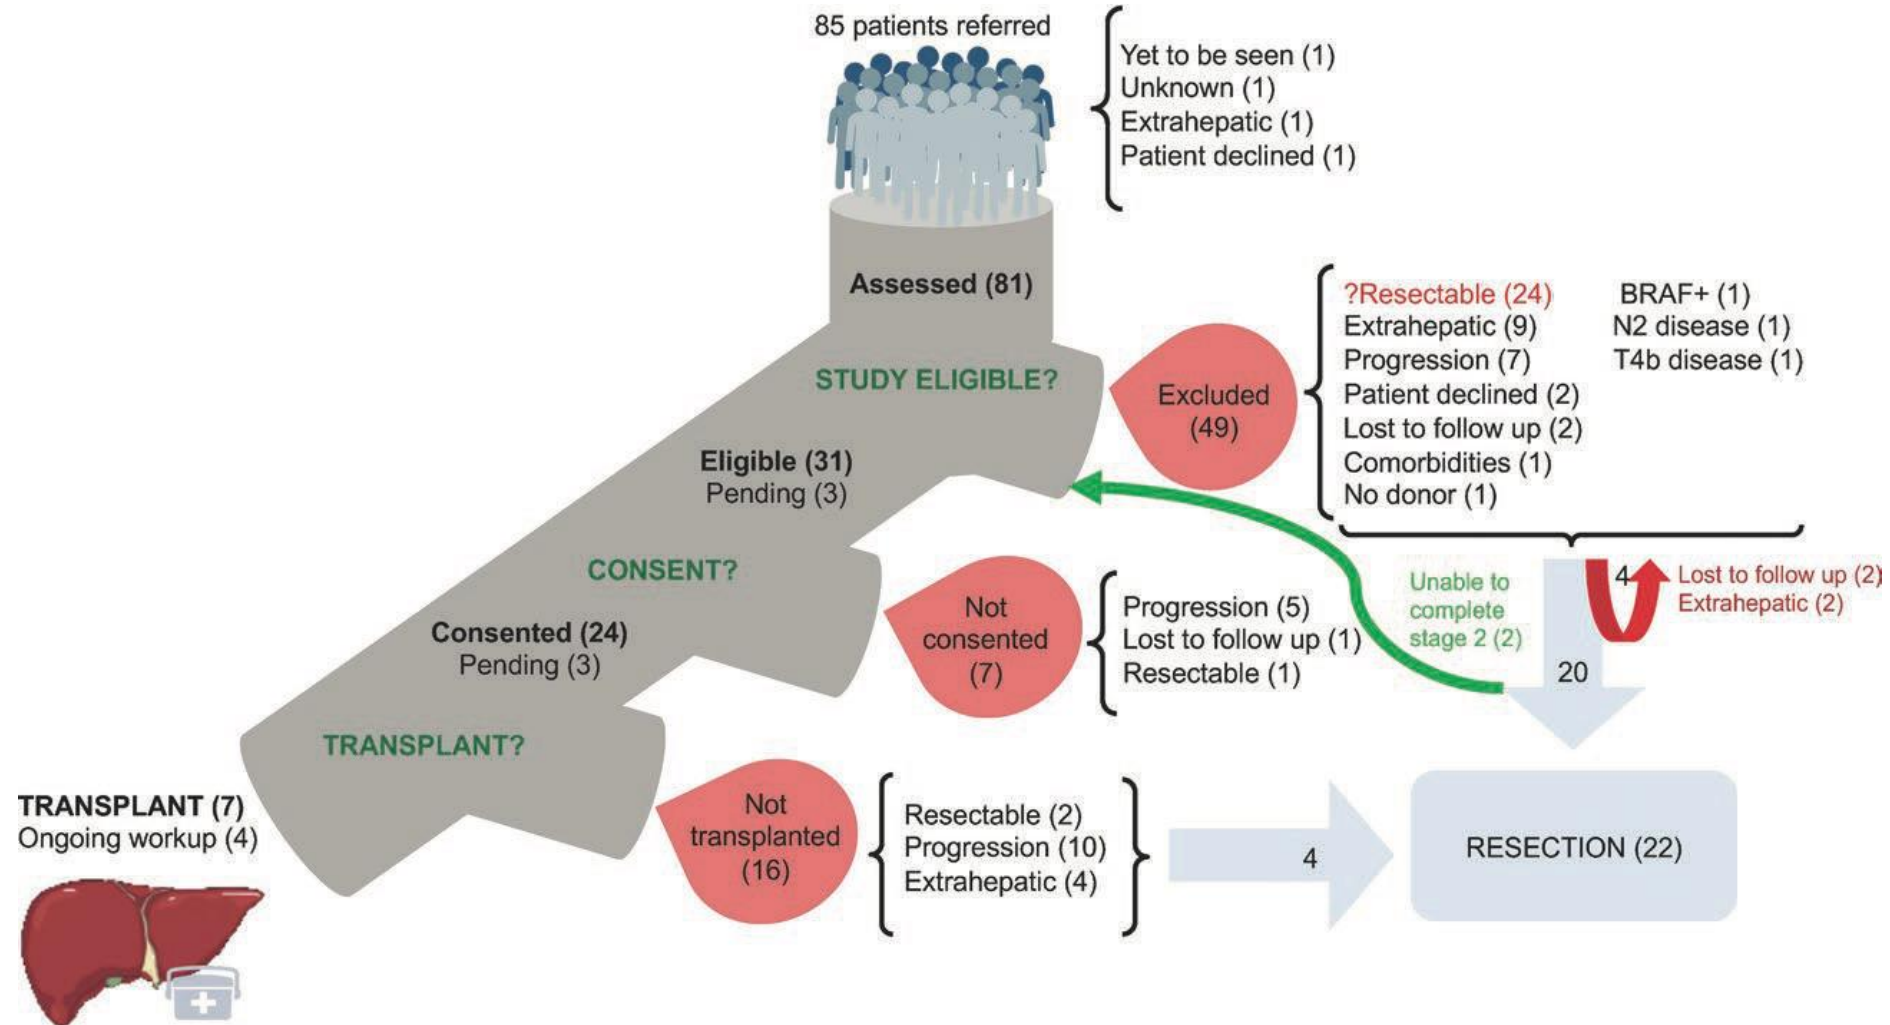 85 patients referred
Yet to be seen (1)
Unknown (1)
Extrahepatic (1)
Patient declined (1)
Assessed (81)
STUDY ELIGIBLE?
Excluded
(49)
?Resectable (24)
Extrahepatic (9)
Progression (7)
Patient declined (2)
Lost to follow up (2)
Comorbidities (1)
No donor (1)
BRAF+ (1)
N2 disease (1)
T4b disease (1)
Eligible (31)
Pending (3)
CONSENT?
Not
consented
(7)
Progression (5)
Lost to follow up (1)
Resectable (1)
Unable to
complete
stage 2 (2)
4
Lost to follow up (2)
Extrahepatic (2)
20
Consented (24)
Pending (3)
TRANSPLANT?
Not
transplanted
(16)
Resectable (2)
Progression (10)
Extrahepatic (4)
4
RESECTION (22)
TRANSPLANT (7)
Ongoing workup (4)